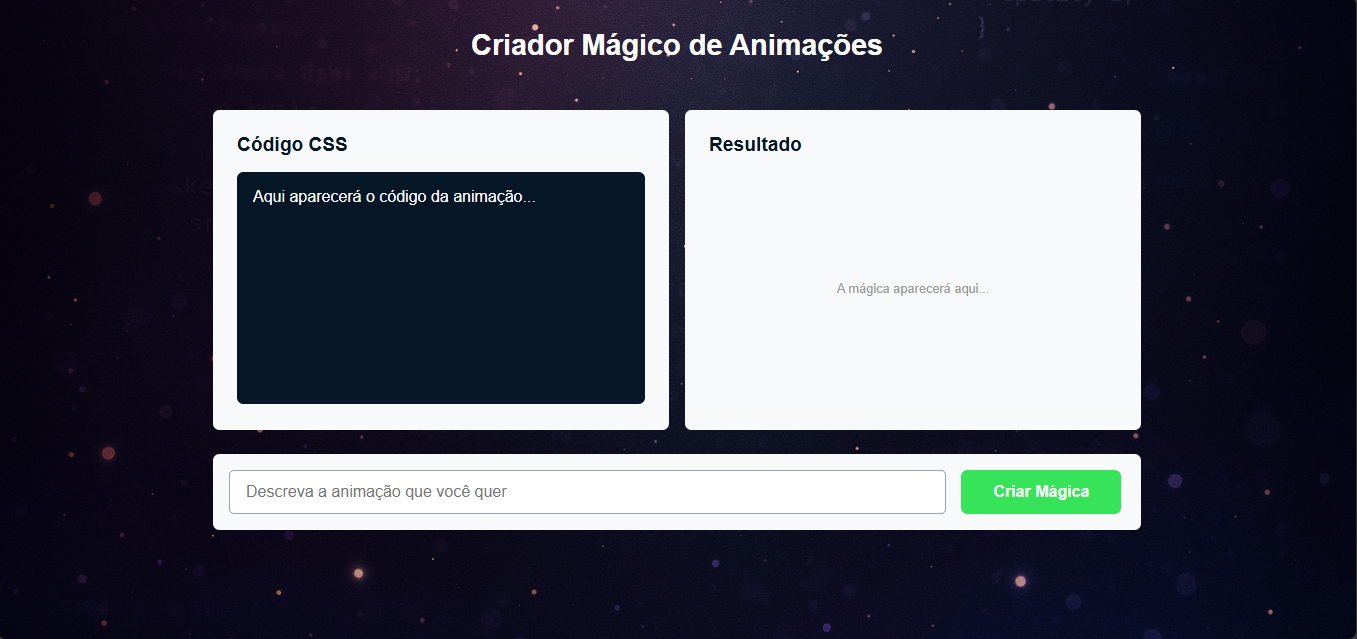 Criador Mágico de Animações
Código CSS
Aqui aparecerá o código da animação...
Resultado
A mágica aparecerá aqui...
Descreva a animação que você quer
Criar Mágica